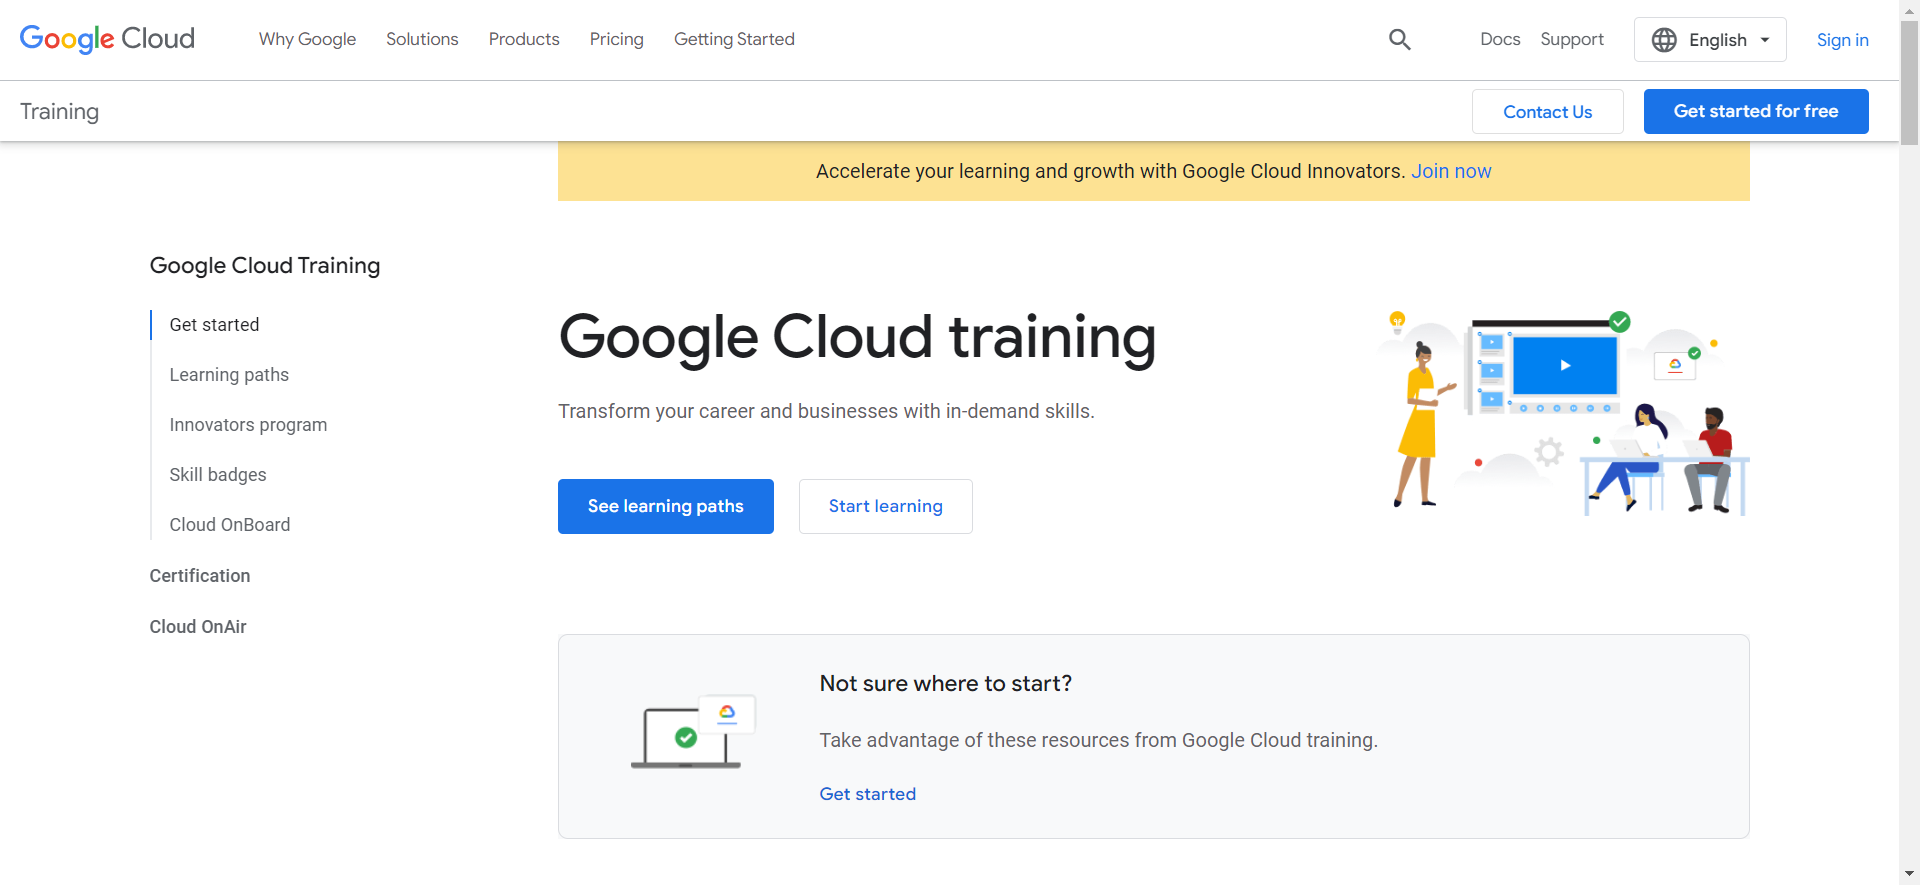 Google Cloud Why Google Solutions Products Pricing Getting Started Docs Support English Sign in
Training Contact Us Get started for free
Accelerate your learning and growth with Google Cloud Innovators. Join now
Google Cloud Training
Get started
Learning paths
Innovators program
Skill badges
Cloud OnBoard
Certification
Cloud OnAir
Google Cloud training
Transform your career and businesses with in-demand skills.
See learning paths Start learning
Not sure where to start?
Take advantage of these resources from Google Cloud training.
Get started